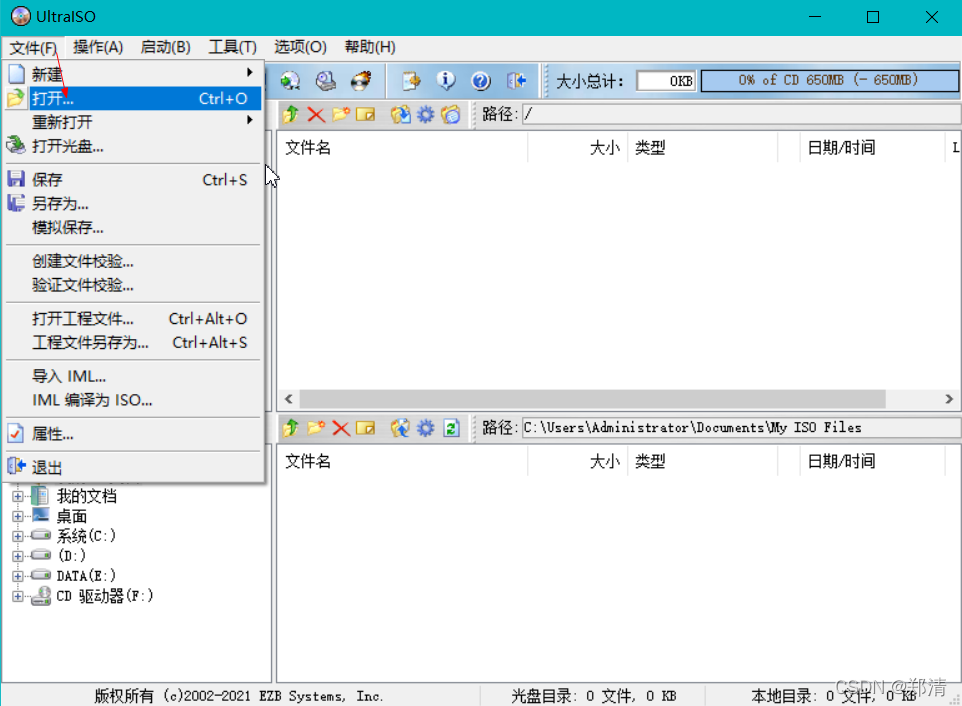 UltraISO
文件(F) 操作(A) 启动(B) 工具(T) 选项(O) 帮助(H)
新建
打开... Ctrl+O
重新打开
打开光盘...
保存 Ctrl+S
另存为...
模拟保存...
创建文件校验...
验证文件校验...
打开工程文件... Ctrl+Alt+O
工程文件另存为... Ctrl+Alt+S
导入 IML...
IML 编译为 ISO...
属性...
退出
大小总计: 0KB 0% of CD 650MB (- 650MB)
路径: /
文件名 大小 类型 日期/时间 L
路径: C:\Users\Administrator\Documents\My ISO Files
文件名 大小 类型 日期/时间
我的文档
桌面
系统(C:)
(D:)
DATA(E:)
CD 驱动器(F:)
版权所有 (c)2002-2021 EZB Systems, Inc. 光盘目录: 0 文件, 0 KB 本地目录: 0 文件, 0 KB
CSDN @郑清